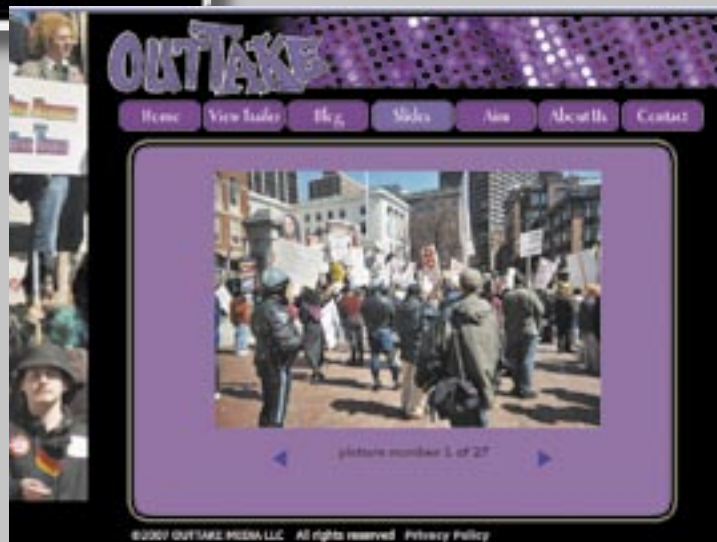 OUTTAKE
Home View Trailer Blog Slides Aim About Us Contact
picture number 1 of 27
©2007 OUTTAKE MEDIA LLC All rights reserved Privacy Policy